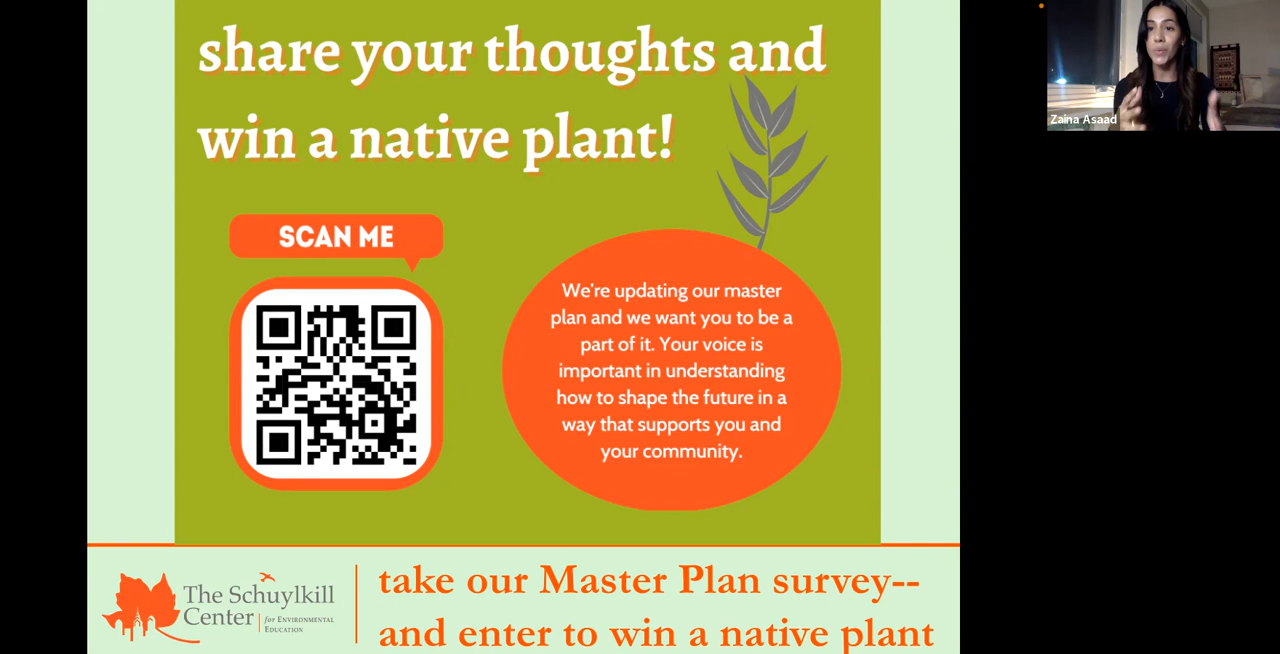 share your thoughts and
win a native plant!
SCAN ME
We're updating our master
plan and we want you to be a
part of it. Your voice is
important in understanding
how to shape the future in a
way that supports you and
your community.
The Schuylkill
Center for ENVIRONMENTAL
EDUCATION
take our Master Plan survey--
and enter to win a native plant
Zaina Asaad